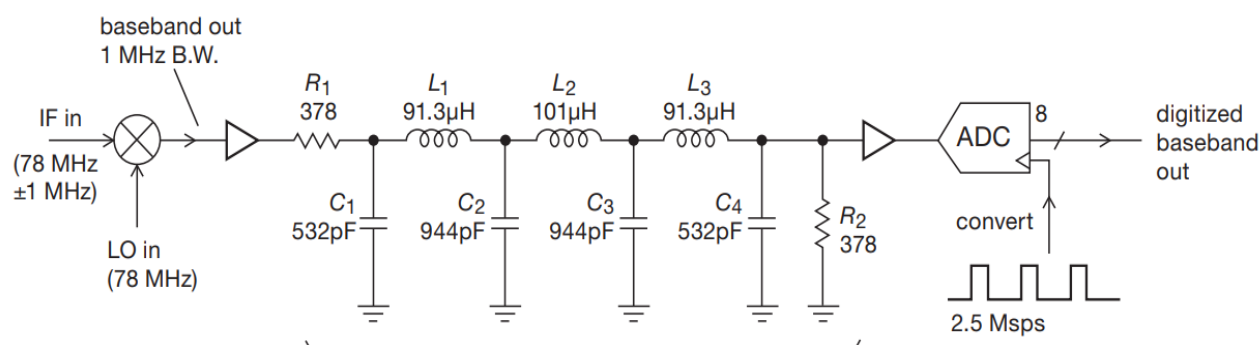 baseband out
1 MHz B.W.
IF in
(78 MHz
±1 MHz)
LO in
(78 MHz)
R1
378
L1
91.3µH
L2
101µH
L3
91.3µH
C1
532pF
C2
944pF
C3
944pF
C4
532pF
R2
378
ADC
8
digitized
baseband
out
convert
2.5 Msps